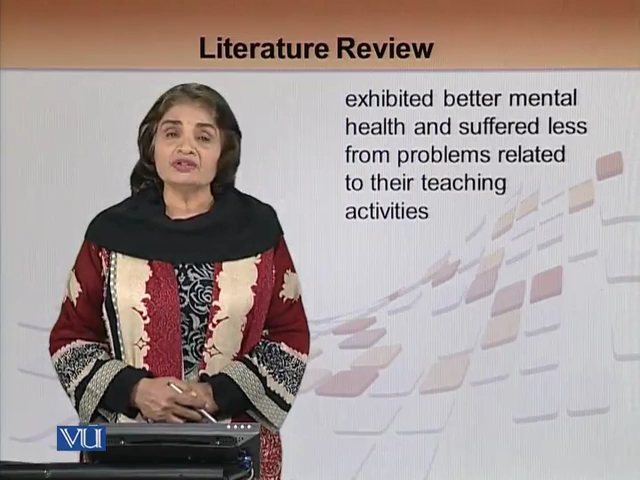 Literature Review
exhibited better mental
health and suffered less
from problems related
to their teaching
activities
VU